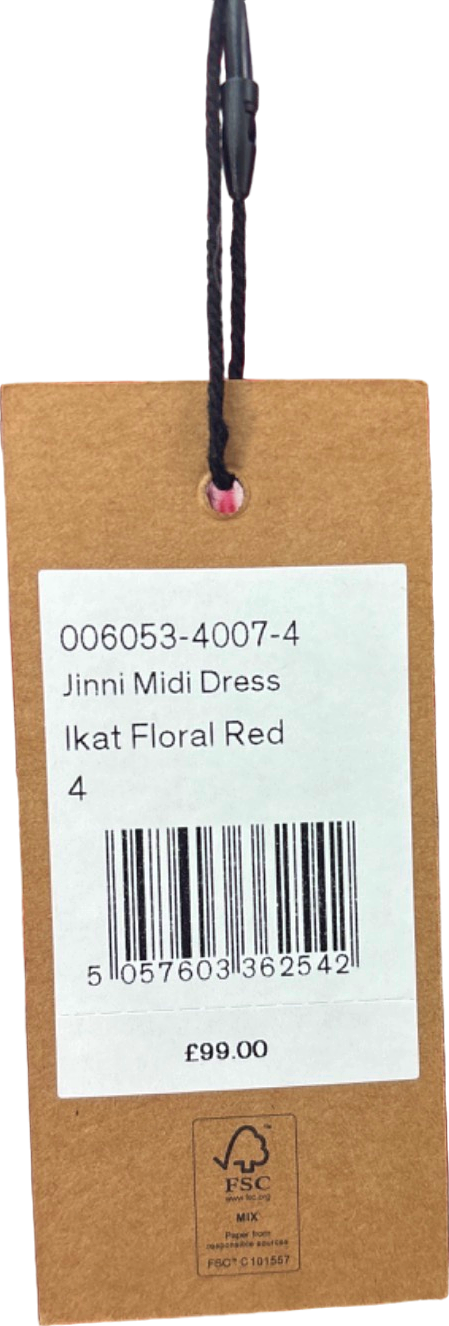 006053-4007-4
Jinni Midi Dress
Ikat Floral Red
4
5 057603 362542
£99.00
FSC
www.fsc.org
MIX
Paper from
responsible sources
FSC® C101557